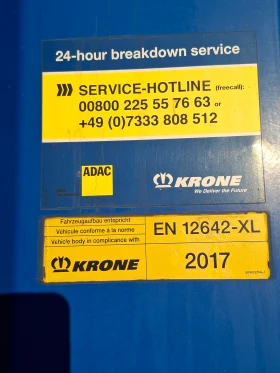 24-hour breakdown service
SERVICE-HOTLINE (freecall):
00800 225 55 76 63 or
+49 (0)7333 808 512
ADAC
KRONE
We Deliver the Future
Fahrzeugaufbau entspricht
Véhicule conforme à la norme
Vehicle body in compliance with
EN 12642-XL
KRONE
2017